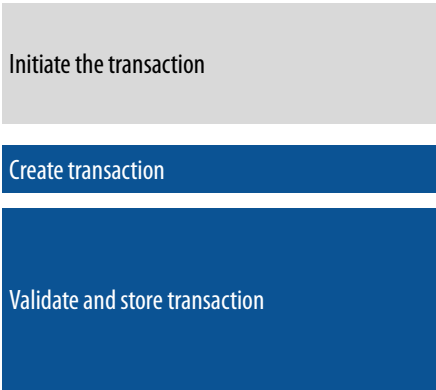 Initiate the transaction
Create transaction
Validate and store transaction